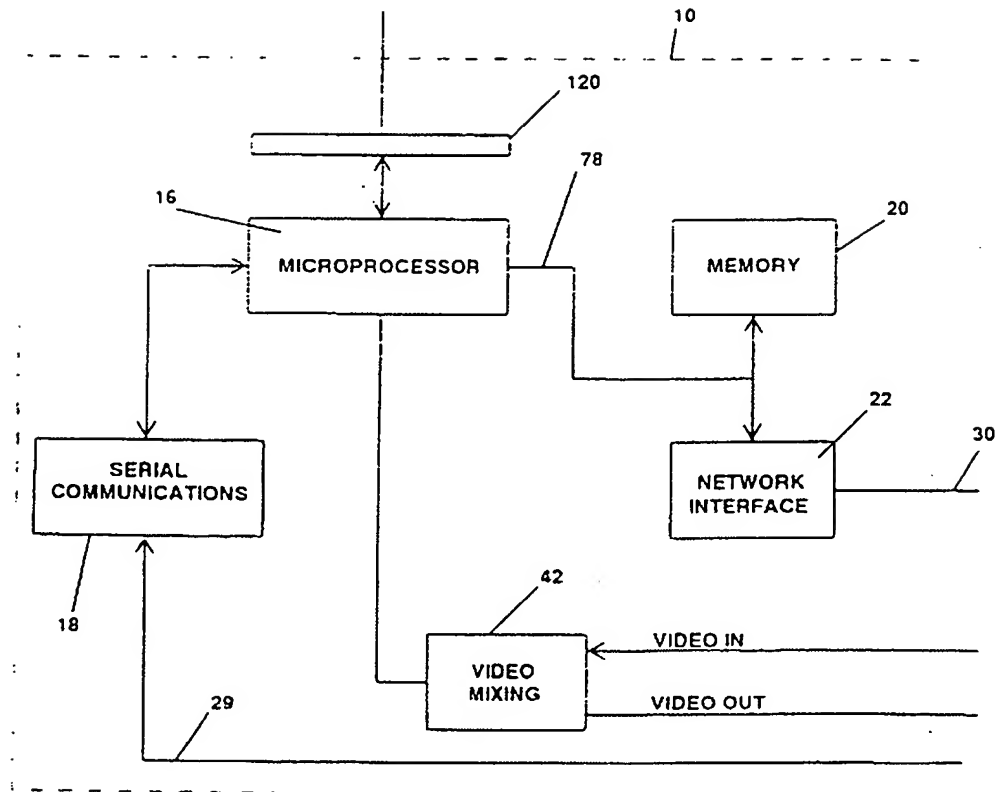 10
120
78
16
20
MICROPROCESSOR
MEMORY
22
30
SERIAL
COMMUNICATIONS
NETWORK
INTERFACE
18
42
VIDEO IN
VIDEO
MIXING
VIDEO OUT
29